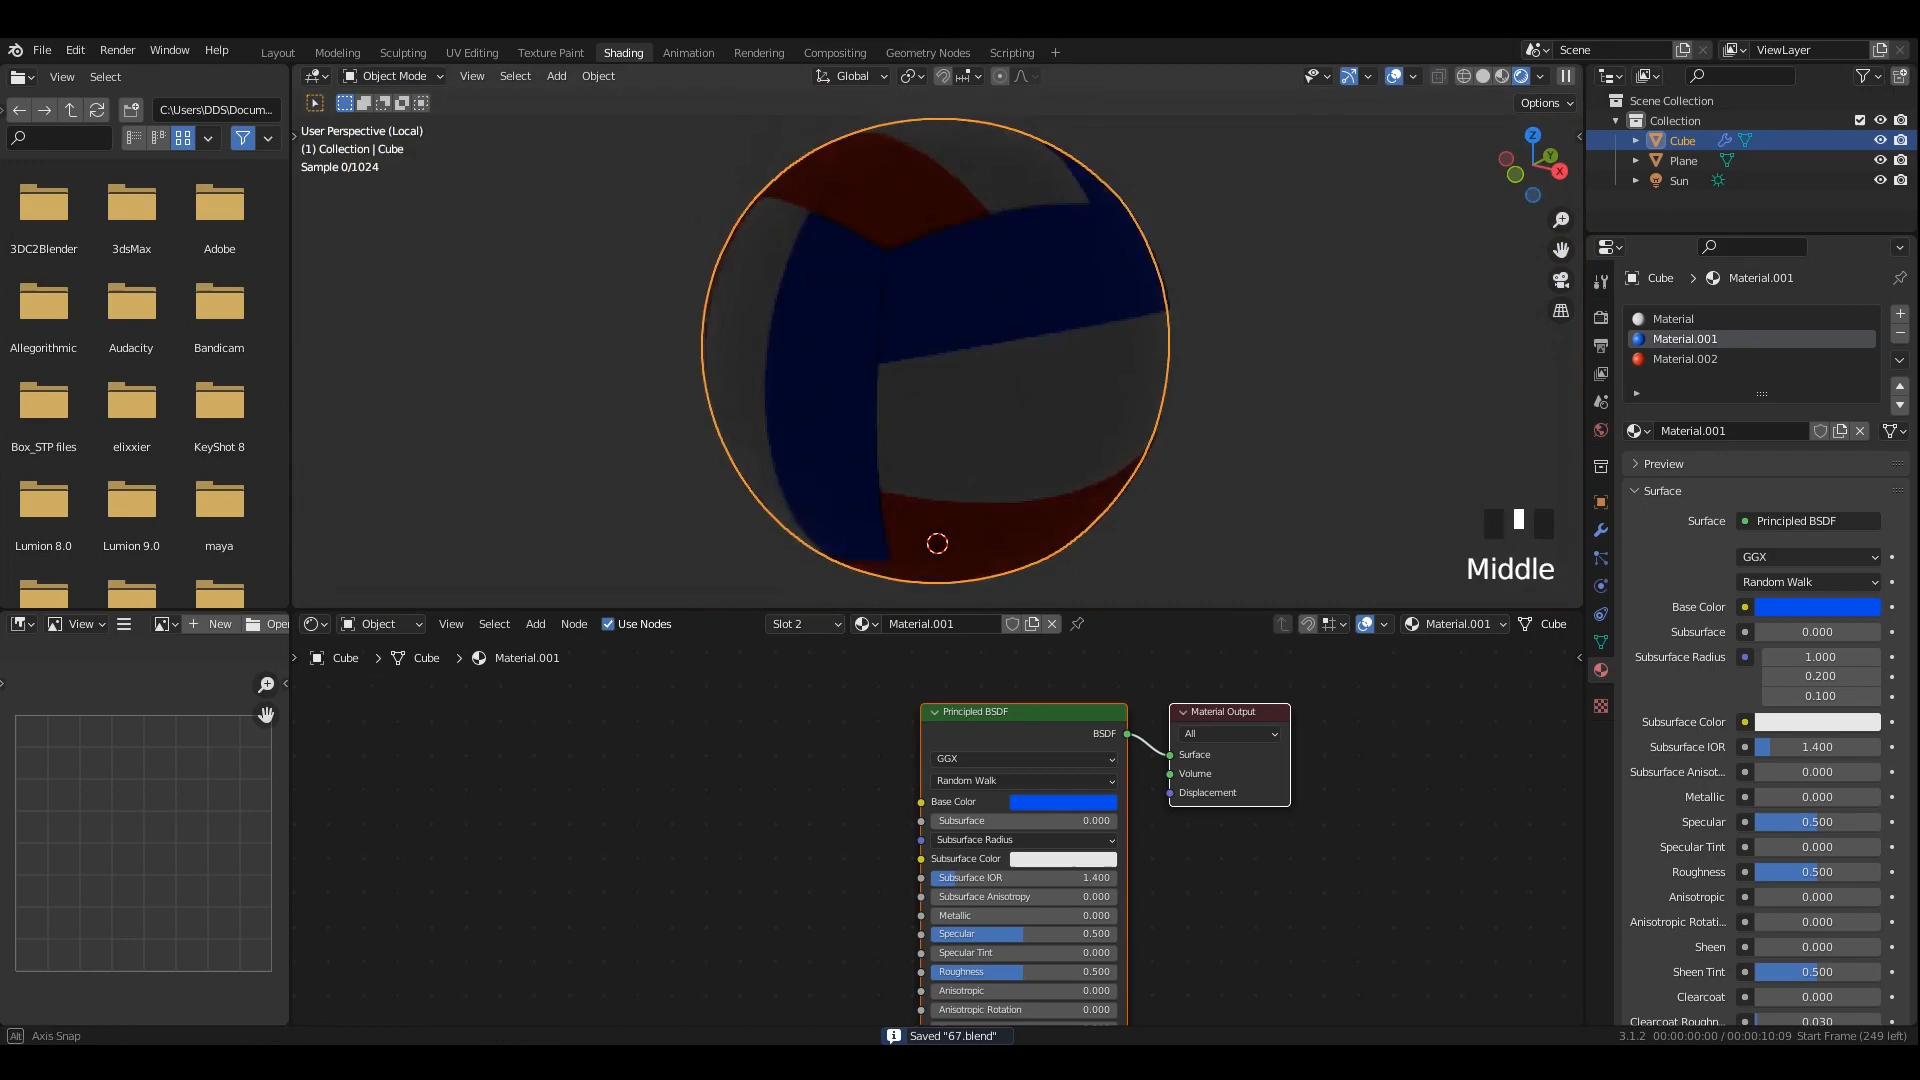 File Edit Render Window Help
Layout Modeling Sculpting UV Editing Texture Paint Shading Animation Rendering Compositing Geometry Nodes Scripting +
Scene
ViewLayer
View Select
Object Mode View Select Add Object
Global
C:\Users\DDS\Docum...
Options
User Perspective (Local)
(1) Collection | Cube
Sample 0/1024
Z
Y
X
3DC2Blender 3dsMax Adobe
Allegorithmic Audacity Bandicam
Box_STP files elixxier KeyShot 8
Lumion 8.0 Lumion 9.0 maya
Middle
Scene Collection
Collection
Cube
Plane
Sun
Cube > Material.001
Material
Material.001
Material.002
Material.001
Preview
Surface
Surface Principled BSDF
GGX
Random Walk
Base Color
Subsurface 0.000
Subsurface Radius 1.000
0.200
0.100
Subsurface Color
Subsurface IOR 1.400
Subsurface Anisot... 0.000
Metallic 0.000
Specular 0.500
Specular Tint 0.000
Roughness 0.500
Anisotropic 0.000
Anisotropic Rotati... 0.000
Sheen 0.000
Sheen Tint 0.500
Clearcoat 0.000
Clearcoat Roughn... 0.030
View New Open
Object View Select Add Node Use Nodes Slot 2 Material.001 Material.001 Cube
Cube > Cube > Material.001
Principled BSDF
BSDF
GGX
Random Walk
Base Color
Subsurface 0.000
Subsurface Radius
Subsurface Color
Subsurface IOR 1.400
Subsurface Anisotropy 0.000
Metallic 0.000
Specular 0.500
Specular Tint 0.000
Roughness 0.500
Anisotropic 0.000
Anisotropic Rotation 0.000
Material Output
All
Surface
Volume
Displacement
Alt Axis Snap
Saved "67.blend"
3.1.2 00:00:00:00 / 00:00:10:09 Start Frame (249 left)